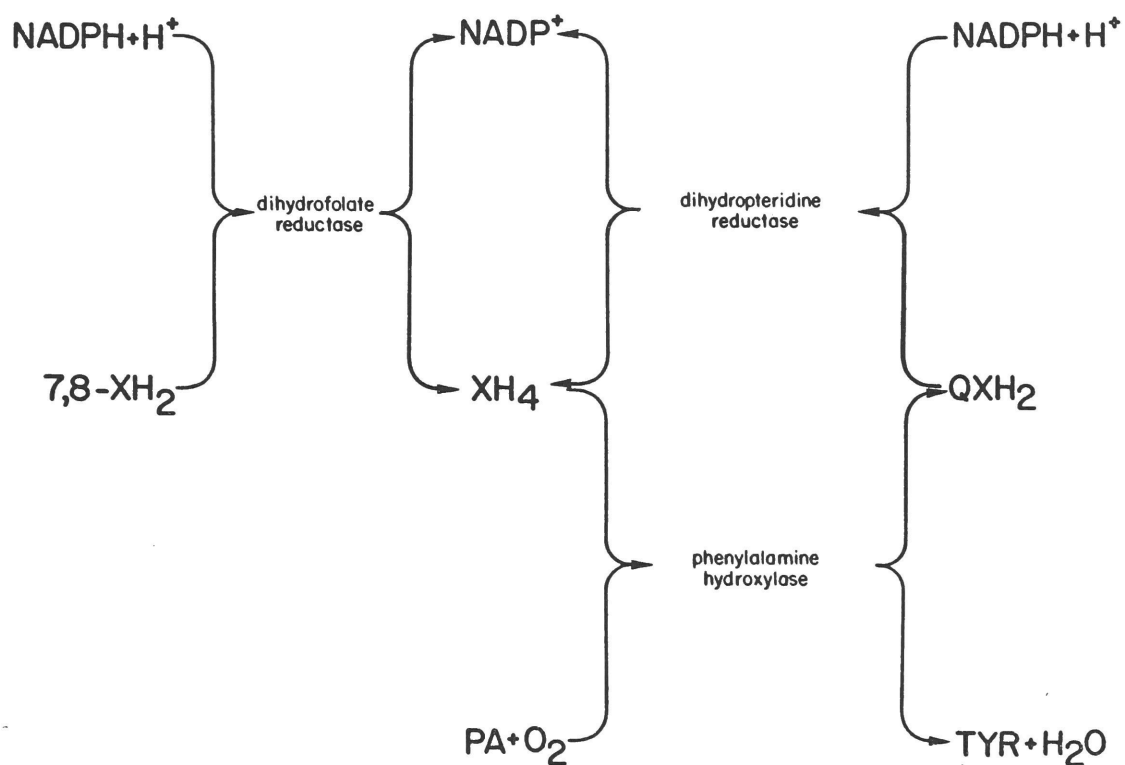 NADPH+H⁺
NADP⁺
NADPH+H⁺
dihydrofolate
reductase
dihydropteridine
reductase
7,8-XH₂
XH₄
QXH₂
phenylalamine
hydroxylase
PA+O₂
TYR+H₂O